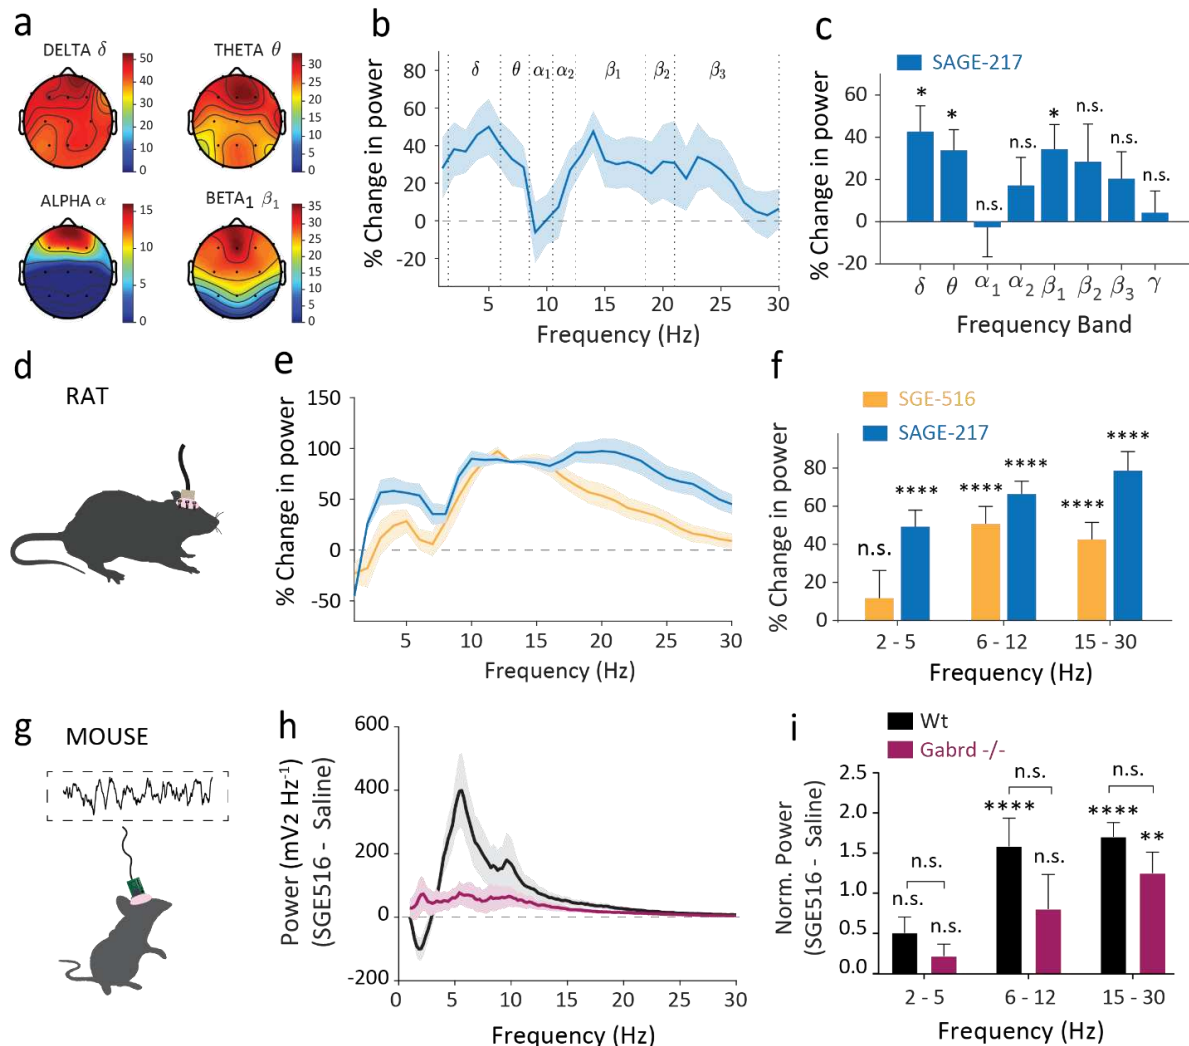 a
DELTA δ
50
40
30
20
10
0
THETA θ
30
25
20
15
10
5
0
ALPHA α
15
10
5
0
BETA1 β1
35
30
25
20
15
10
5
0
b
% Change in power
80
60
40
20
0
-20
δ θ α1 α2 β1 β2 β3
5 10 15 20 25 30
Frequency (Hz)
c
SAGE-217
% Change in power
60
40
20
0
-20
* * n.s. n.s. * n.s. n.s. n.s.
δ θ α1 α2 β1 β2 β3 γ
Frequency Band
d
RAT
e
% Change in power
150
100
50
0
-50
5 10 15 20 25 30
Frequency (Hz)
f
SGE-516
SAGE-217
% Change in power
80
60
40
20
0
n.s. **** **** **** **** ****
2 - 5 6 - 12 15 - 30
Frequency (Hz)
g
MOUSE
h
Power (mV2 Hz-1)
(SGE516 - Saline)
600
400
200
0
-200
0 5 10 15 20 25 30
Frequency (Hz)
i
Wt
Gabrd -/-
Norm. Power
(SGE516 - Saline)
2.5
2.0
1.5
1.0
0.5
0.0
n.s. n.s. n.s.
n.s. n.s. **** n.s. **** **
2 - 5 6 - 12 15 - 30
Frequency (Hz)